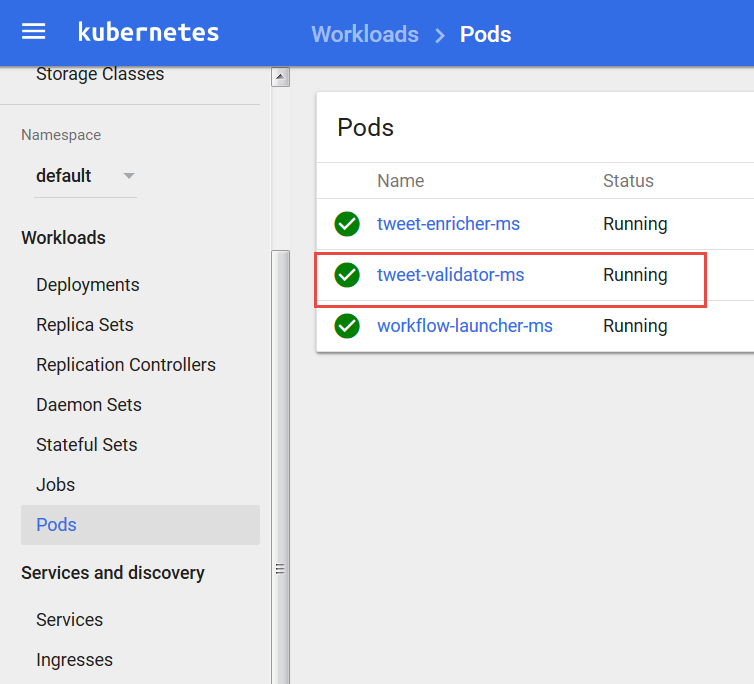 kubernetes
Workloads > Pods
Storage Classes
Namespace
default
Workloads
Deployments
Replica Sets
Replication Controllers
Daemon Sets
Stateful Sets
Jobs
Pods
Services and discovery
Services
Ingresses
Pods
Name Status
tweet-enricher-ms Running
tweet-validator-ms Running
workflow-launcher-ms Running